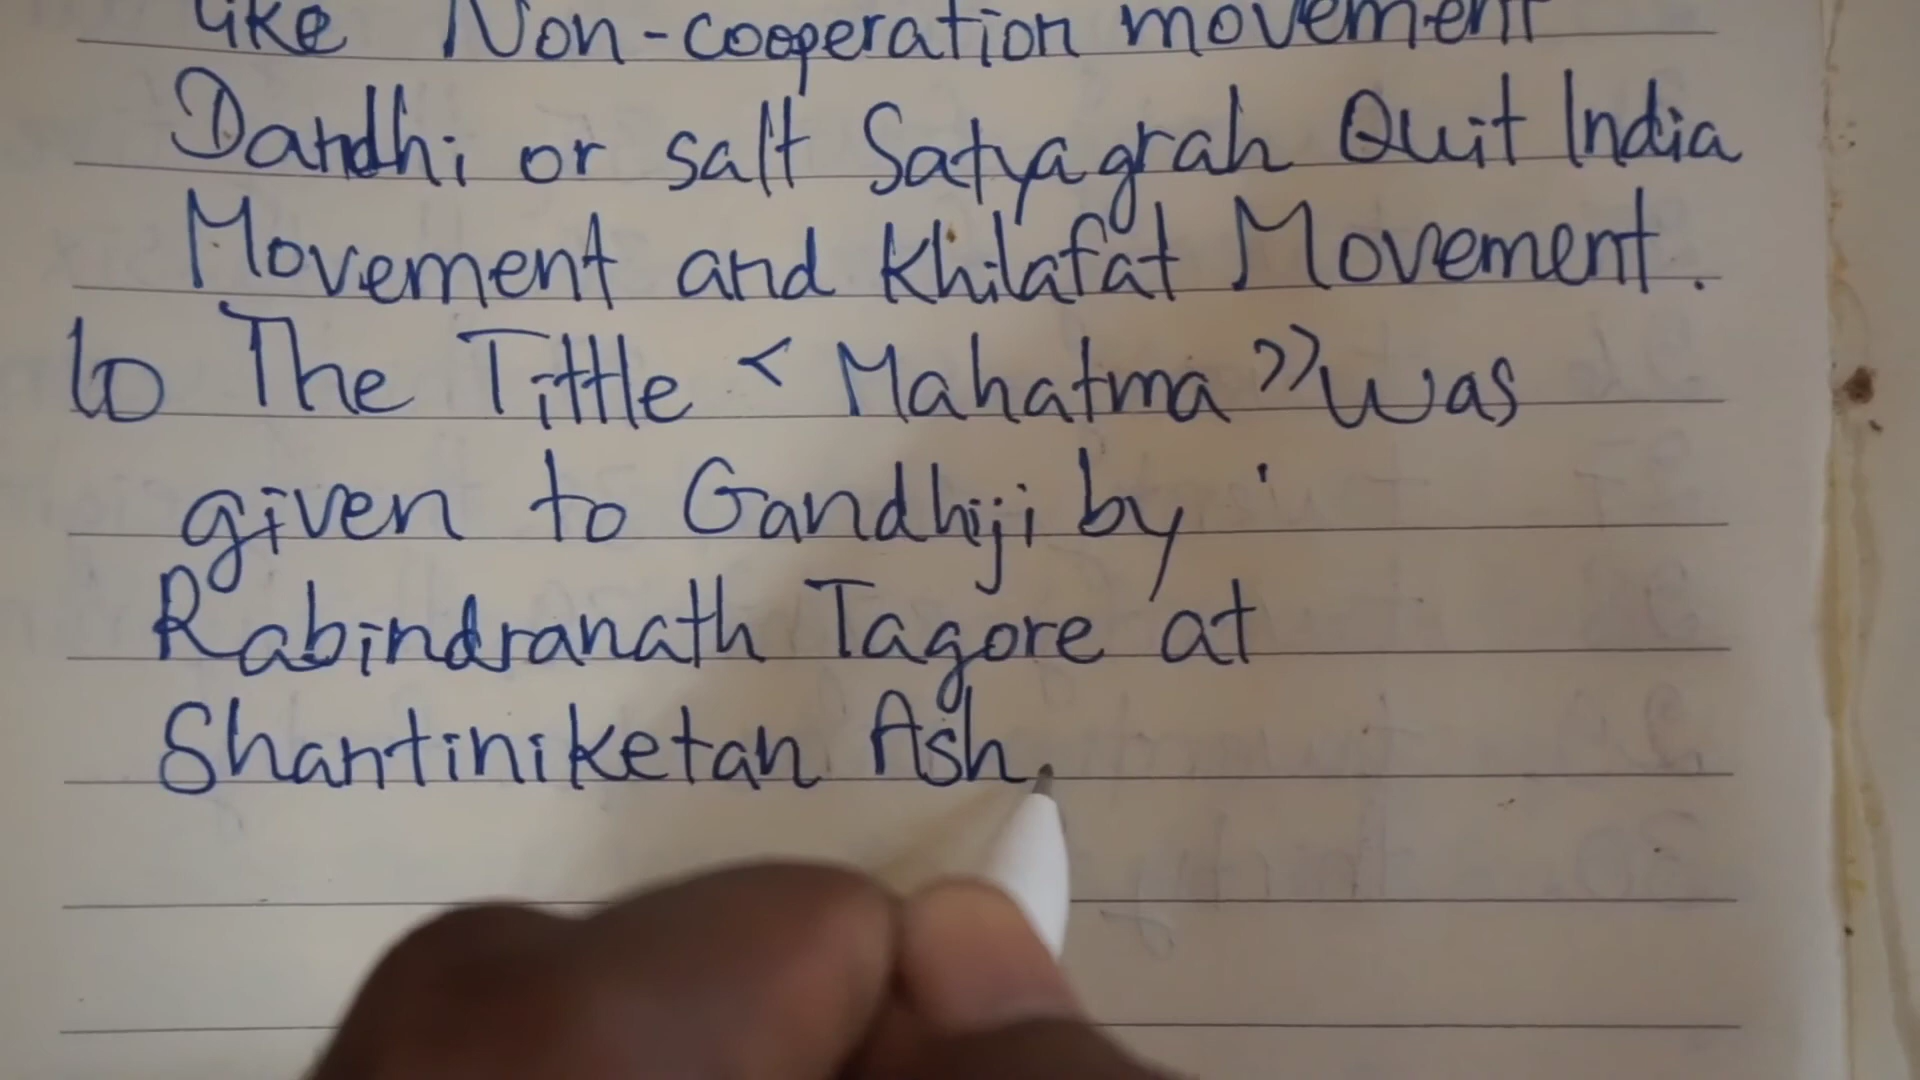 like Non-cooperation movement
Dandhi or salt Satyagrah Quit India
Movement and Khilafat Movement.
10 The Tittle < Mahatma >> was
given to Gandhiji by '
Rabindranath Tagore at
Shantiniketan Ash